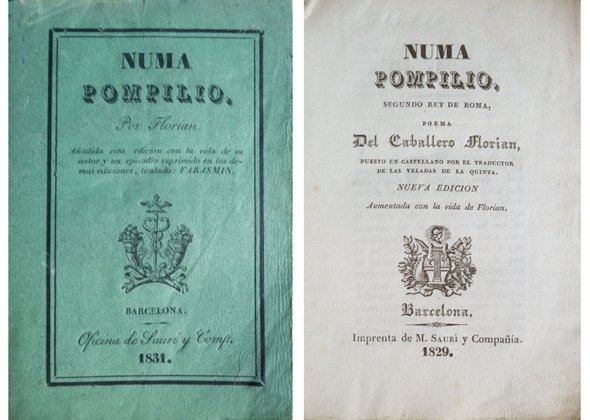 NUMA
POMPILIO,
Por Florian.
Añadida esta edicion con la vida de su
autor y un episodio suprimido en las de-
mas ediciones, titulado: FARASMIN.
BARCELONA.
Oficina de Saurí y Comp.
1831.
NUMA
POMPILIO,
SEGUNDO REY DE ROMA,
POEMA
Del Caballero Florian,
PUESTO EN CASTELLANO POR EL TRADUCTOR
DE LAS VELADAS DE LA QUINTA.
NUEVA EDICION
Aumentada con la vida de Florian.
Barcelona,
Imprenta de M. SAURÍ y Compañía.
1829.